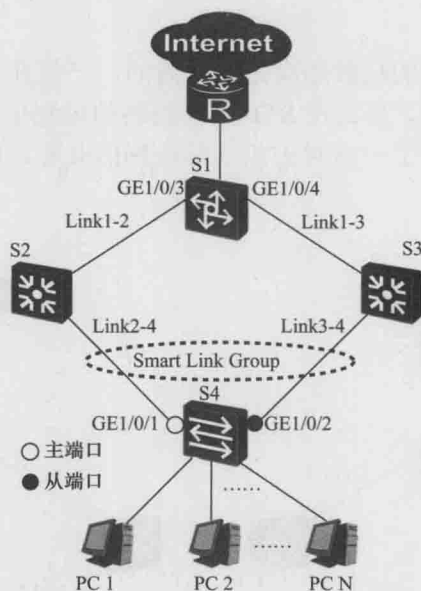 Internet
R
S1
GE1/0/3
GE1/0/4
Link1-2
Link1-3
S2
S3
Link2-4
Link3-4
Smart Link Group
S4
GE1/0/1
GE1/0/2
主端口
从端口
……
……
PC 1
PC 2
PC N